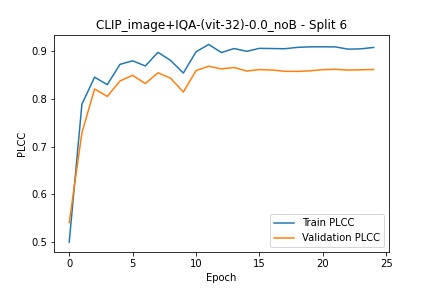 CLIP_image+IQA-(vit-32)-0.0_noB - Split 6
PLCC
0.9
0.8
0.7
0.6
0.5
Train PLCC
Validation PLCC
0 5 10 15 20 25
Epoch